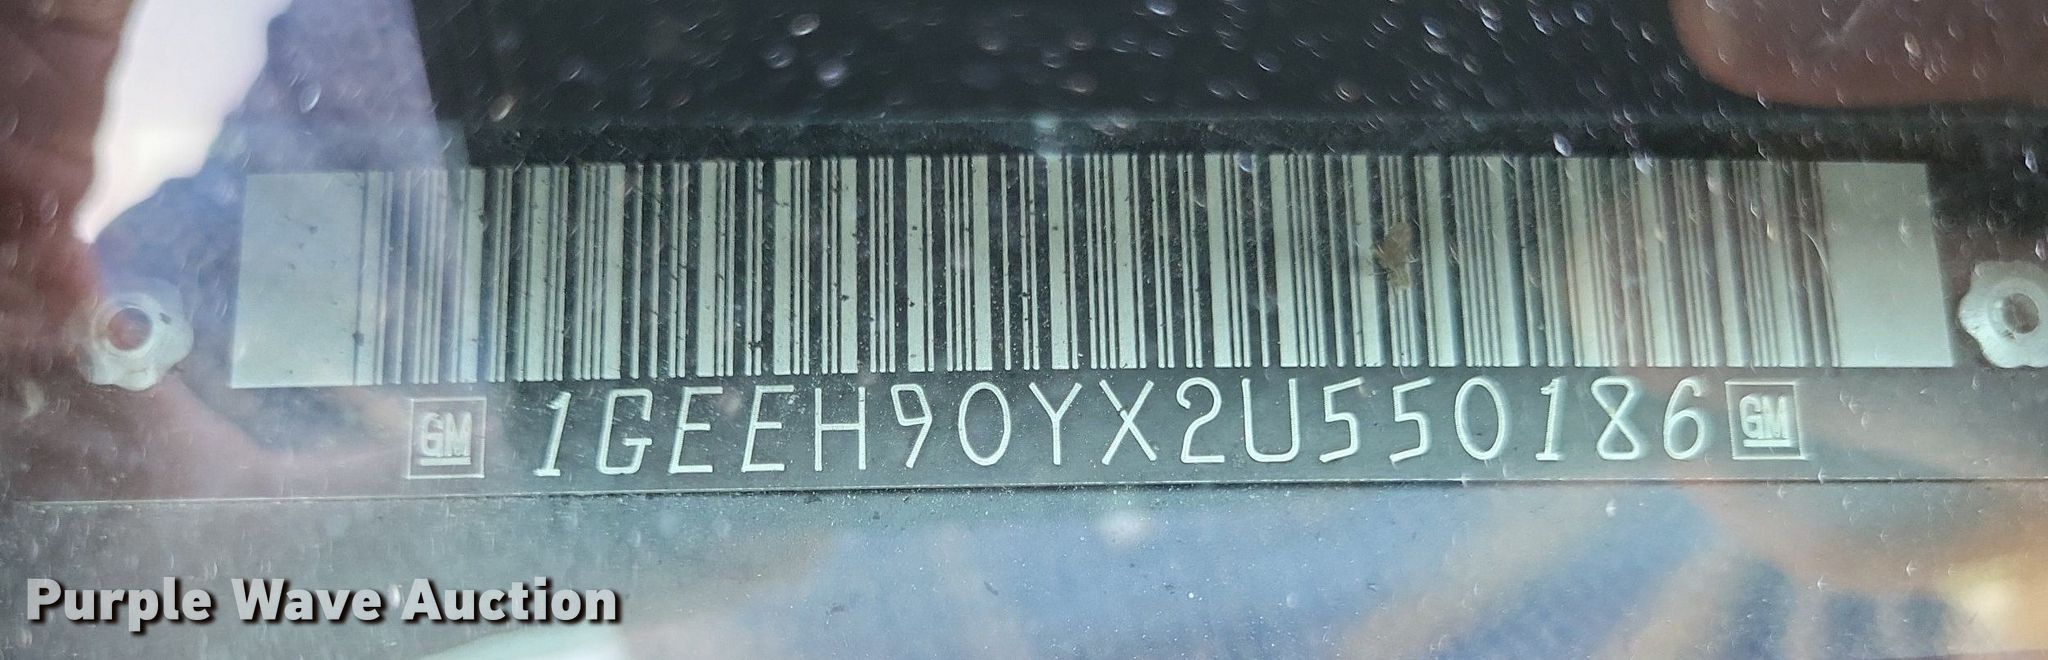 GM 1GEEH90YX2U550186 GM
Purple Wave Auction